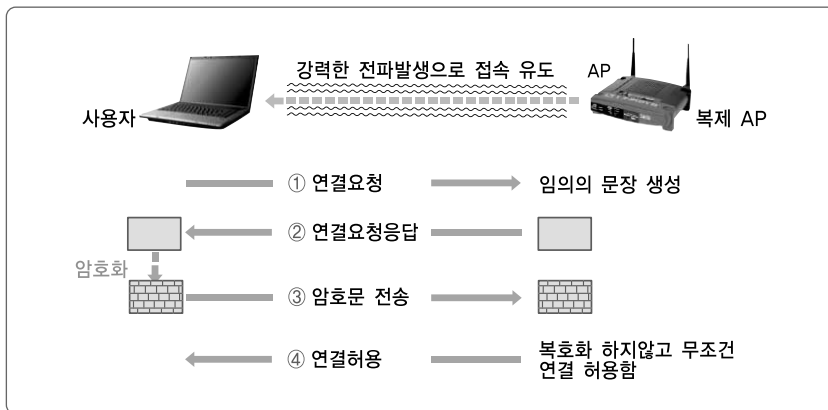 강력한 전파발생으로 접속 유도
AP
사용자
복제 AP
① 연결요청
임의의 문장 생성
② 연결요청응답
암호화
③ 암호문 전송
④ 연결허용
복호화 하지않고 무조건
연결 허용함